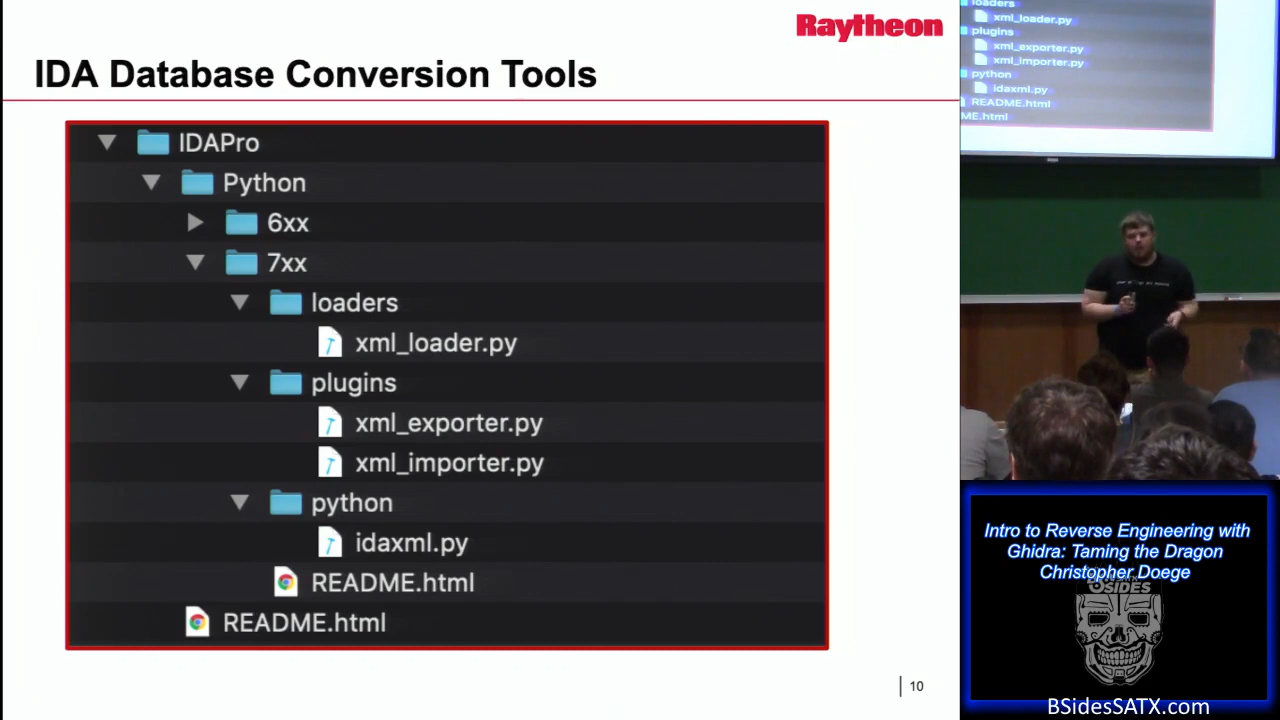 Raytheon
IDA Database Conversion Tools
IDAPro
Python
6xx
7xx
loaders
xml_loader.py
plugins
xml_exporter.py
xml_importer.py
python
idaxml.py
README.html
README.html
10
loaders
xml_loader.py
plugins
xml_exporter.py
xml_importer.py
python
idaxml.py
README.html
ME.html
Intro to Reverse Engineering with
Ghidra: Taming the Dragon
Christopher Doege
BSIDES
BSidesSATX.com